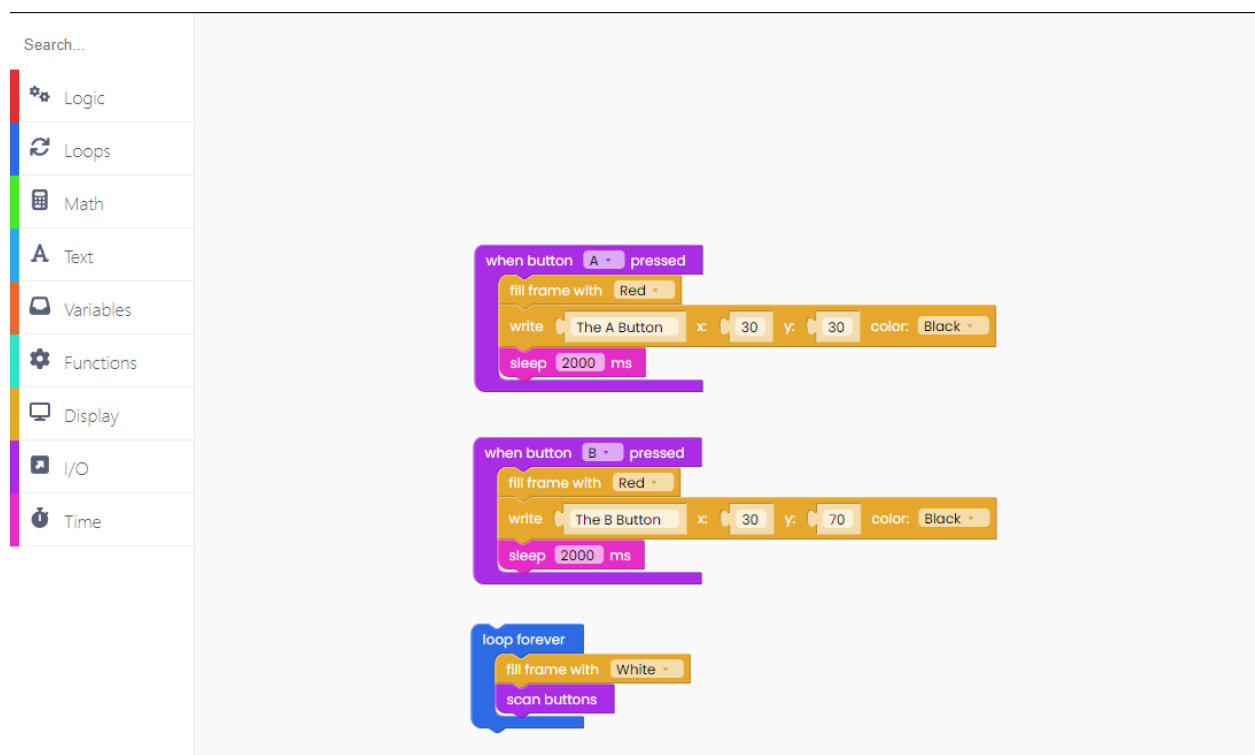 Search...
Logic
Loops
Math
Text
Variables
Functions
Display
I/O
Time
when button A pressed
fill frame with Red
write The A Button x: 30 y: 30 color: Black
sleep 2000 ms
when button B pressed
fill frame with Red
write The B Button x: 30 y: 70 color: Black
sleep 2000 ms
loop forever
fill frame with White
scan buttons